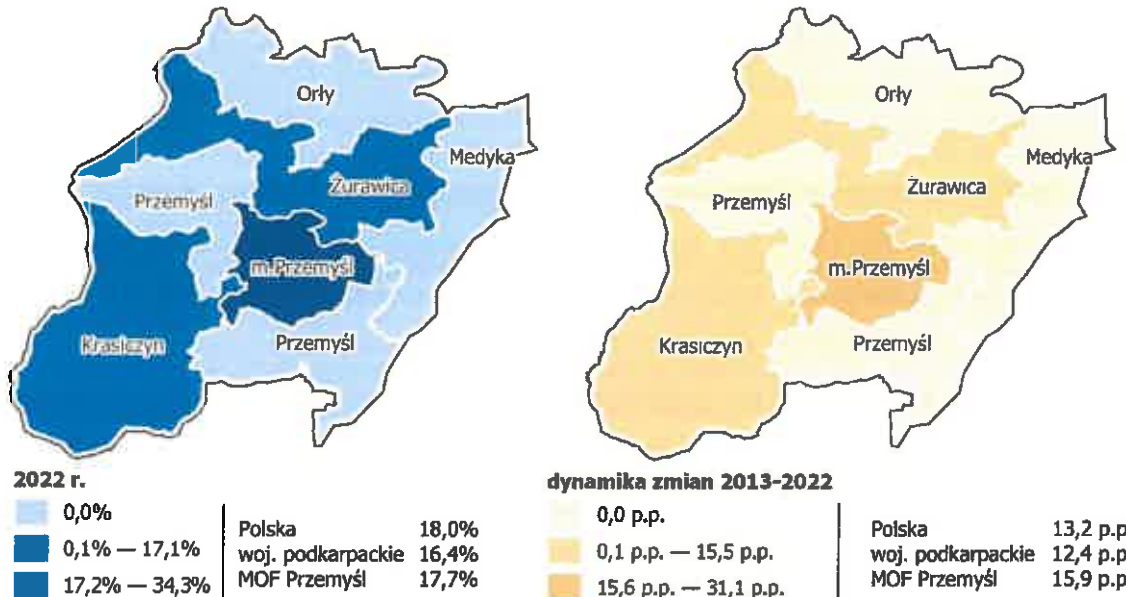 Orły
Medyka
Żurawica
Przemyśl
m.Przemyśl
Krasiczyn
Przemyśl
2022 r.
0,0%
0,1% — 17,1%
17,2% — 34,3%
Polska 18,0%
woj. podkarpackie 16,4%
MOF Przemyśl 17,7%
Orły
Medyka
Żurawica
Przemyśl
m.Przemyśl
Krasiczyn
Przemyśl
dynamika zmian 2013-2022
0,0 p.p.
0,1 p.p. — 15,5 p.p.
15,6 p.p. — 31,1 p.p.
Polska 13,2 p.p
woj. podkarpackie 12,4 p.p
MOF Przemyśl 15,9 p.p